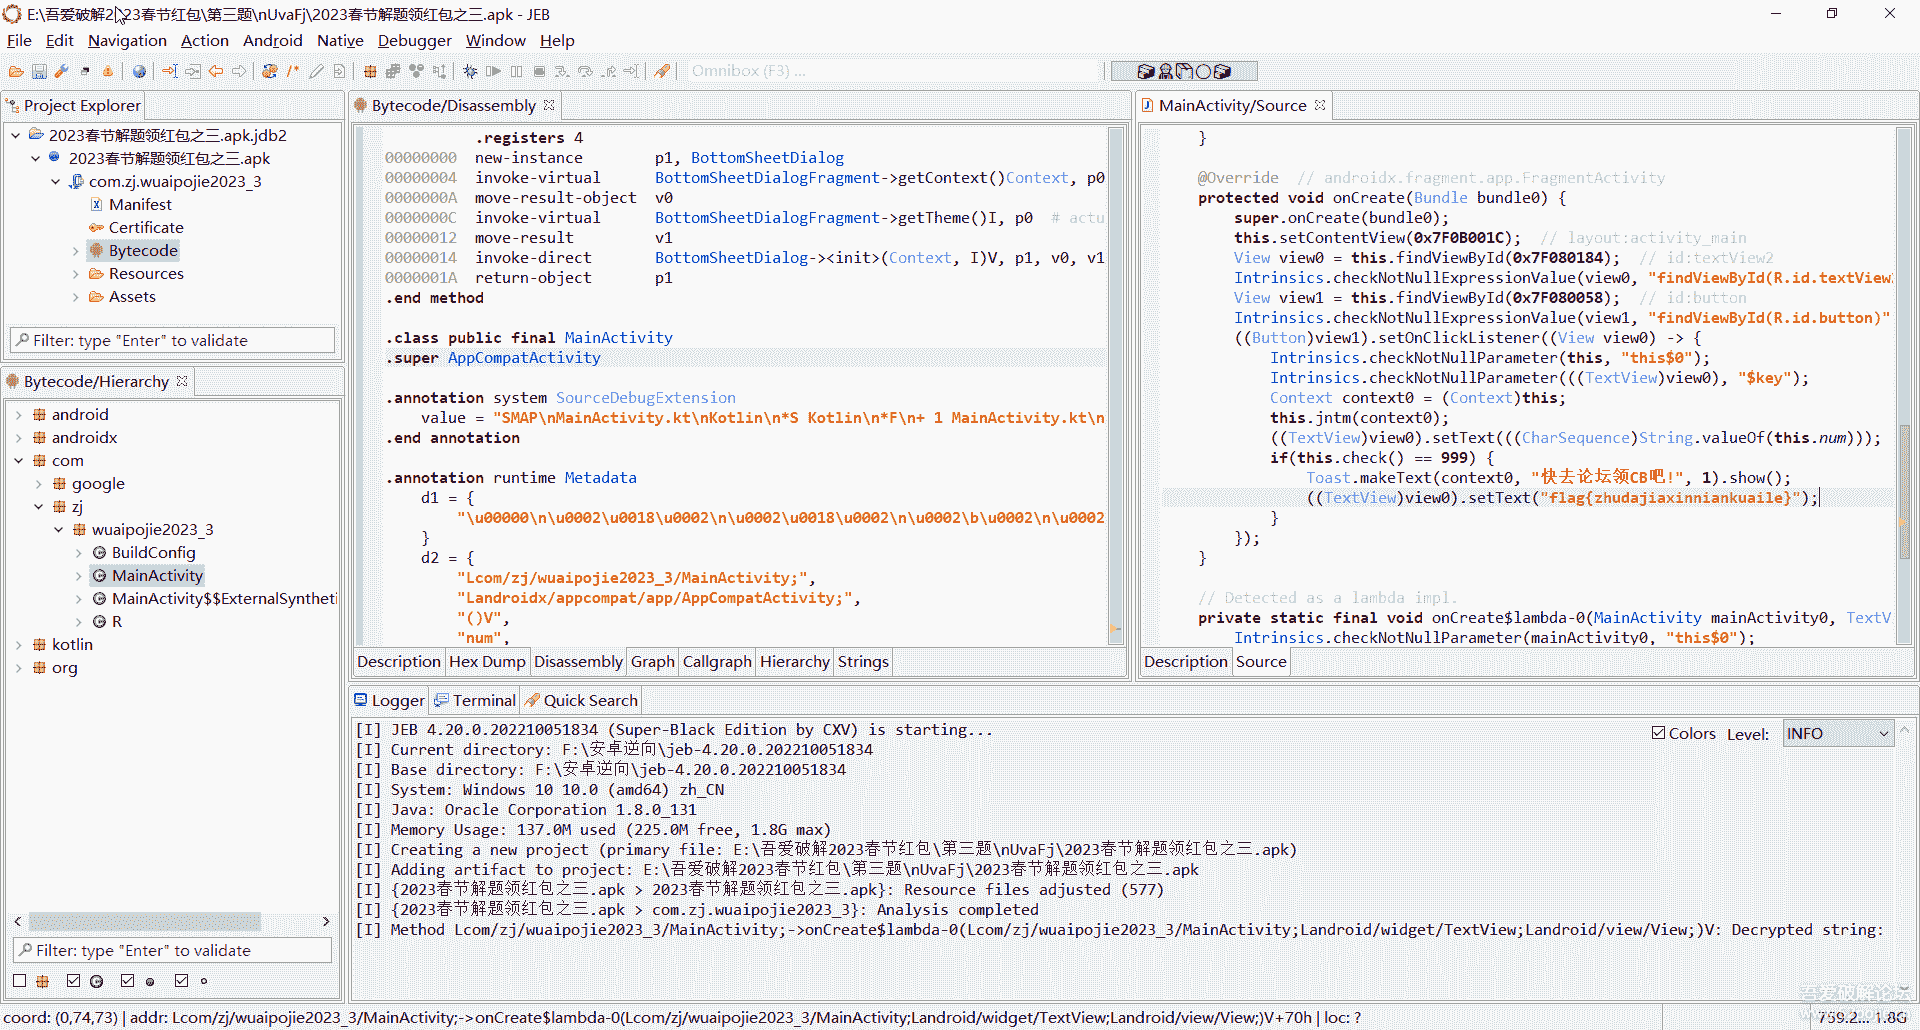 E:\吾爱破解2023春节红包\第三题\nUvaFj\2023春节解题领红包之三.apk - JEB
File Edit Navigation Action Android Native Debugger Window Help
Omnibox (F3) ...
Project Explorer
2023春节解题领红包之三.apk.jdb2
2023春节解题领红包之三.apk
com.zj.wuaipojie2023_3
Manifest
Certificate
Bytecode
Resources
Assets
Filter: type "Enter" to validate
Bytecode/Hierarchy
android
androidx
com
google
zj
wuaipojie2023_3
BuildConfig
MainActivity
MainActivity$$ExternalSyntheti
R
kotlin
org
Filter: type "Enter" to validate
Bytecode/Disassembly
.registers 4
00000000 new-instance p1, BottomSheetDialog
00000004 invoke-virtual BottomSheetDialogFragment->getContext()Context, p0
0000000A move-result-object v0
0000000C invoke-virtual BottomSheetDialogFragment->getTheme()I, p0 # actu
00000012 move-result v1
00000014 invoke-direct BottomSheetDialog-><init>(Context, I)V, p1, v0, v1
0000001A return-object p1
.end method
.class public final MainActivity
.super AppCompatActivity
.annotation system SourceDebugExtension
value = "SMAP\nMainActivity.kt\nKotlin\n*S Kotlin\n*F\n+ 1 MainActivity.kt\n
.end annotation
.annotation runtime Metadata
d1 = {
"\u00000\n\u0002\u0018\u0002\n\u0002\u0018\u0002\n\u0002\b\u0002\n\u0002
}
d2 = {
"Lcom/zj/wuaipojie2023_3/MainActivity;",
"Landroidx/appcompat/app/AppCompatActivity;",
"()V",
"num",
Description Hex Dump Disassembly Graph Callgraph Hierarchy Strings
MainActivity/Source
}
@Override // androidx.fragment.app.FragmentActivity
protected void onCreate(Bundle bundle0) {
super.onCreate(bundle0);
this.setContentView(0x7F0B001C); // layout:activity_main
View view0 = this.findViewById(0x7F080184); // id:textView2
Intrinsics.checkNotNullExpressionValue(view0, "findViewById(R.id.textView
View view1 = this.findViewById(0x7F080058); // id:button
Intrinsics.checkNotNullExpressionValue(view1, "findViewById(R.id.button)"
((Button)view1).setOnClickListener((View view0) -> {
Intrinsics.checkNotNullParameter(this, "this$0");
Intrinsics.checkNotNullParameter(((TextView)view0), "$key");
Context context0 = (Context)this;
this.jntm(context0);
((TextView)view0).setText(((CharSequence)String.valueOf(this.num)));
if(this.check() == 999) {
Toast.makeText(context0, "快去论坛领CB吧!", 1).show();
((TextView)view0).setText("flag{zhudajiaxinniankuaile}");
}
});
}
// Detected as a lambda impl.
private static final void onCreate$lambda-0(MainActivity mainActivity0, TextV
Intrinsics.checkNotNullParameter(mainActivity0, "this$0");
Description Source
Logger Terminal Quick Search
Colors Level: INFO
[I] JEB 4.20.0.202210051834 (Super-Black Edition by CXV) is starting...
[I] Current directory: F:\安卓逆向\jeb-4.20.0.202210051834
[I] Base directory: F:\安卓逆向\jeb-4.20.0.202210051834
[I] System: Windows 10 10.0 (amd64) zh_CN
[I] Java: Oracle Corporation 1.8.0_131
[I] Memory Usage: 137.0M used (225.0M free, 1.8G max)
[I] Creating a new project (primary file: E:\吾爱破解2023春节红包\第三题\nUvaFj\2023春节解题领红包之三.apk)
[I] Adding artifact to project: E:\吾爱破解2023春节红包\第三题\nUvaFj\2023春节解题领红包之三.apk
[I] {2023春节解题领红包之三.apk > 2023春节解题领红包之三.apk}: Resource files adjusted (577)
[I] {2023春节解题领红包之三.apk > com.zj.wuaipojie2023_3}: Analysis completed
[I] Method Lcom/zj/wuaipojie2023_3/MainActivity;->onCreate$lambda-0(Lcom/zj/wuaipojie2023_3/MainActivity;Landroid/widget/TextView;Landroid/view/View;)V: Decrypted string:
吾爱破解论坛
coord: (0,74,73) | addr: Lcom/zj/wuaipojie2023_3/MainActivity;->onCreate$lambda-0(Lcom/zj/wuaipojie2023_3/MainActivity;Landroid/widget/TextView;Landroid/view/View;)V+70h | loc: ?
759.2... 1.8G